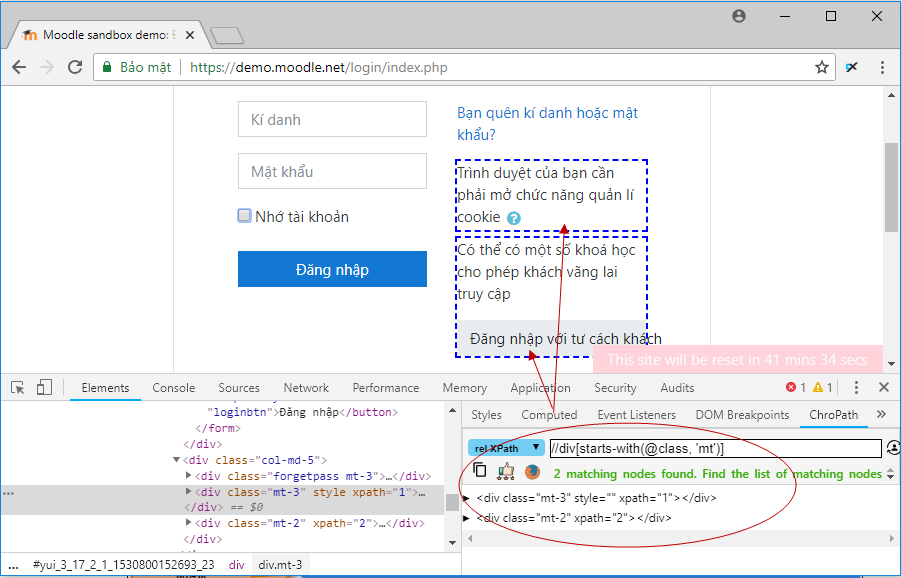 Moodle sandbox demo: Đ
Bảo mật https://demo.moodle.net/login/index.php
Kí danh
Mật khẩu
Nhớ tài khoản
Đăng nhập
Bạn quên kí danh hoặc mật
khẩu?
Trình duyệt của bạn cần
phải mở chức năng quản lí
cookie
Có thể có một số khoá học
cho phép khách vãng lai
truy cập
Đăng nhập với tư cách khách
This site will be reset in 41 mins 34 secs
Elements Console Sources Network Performance Memory Application Security Audits 1 1
"loginbtn">Đăng nhập</button>
</form>
</div>
<div class="col-md-5">
<div class="forgetpass mt-3">…</div>
<div class="mt-3" style xpath="1">…
</div> == $0
<div class="mt-2" xpath="2">…</div>
</div>
... #yui_3_17_2_1_1530800152693_23 div div.mt-3
Styles Computed Event Listeners DOM Breakpoints ChroPath »
rel XPath //div[starts-with(@class, 'mt')]
2 matching nodes found. Find the list of matching nodes
<div class="mt-3" style="" xpath="1"></div>
<div class="mt-2" xpath="2"></div>